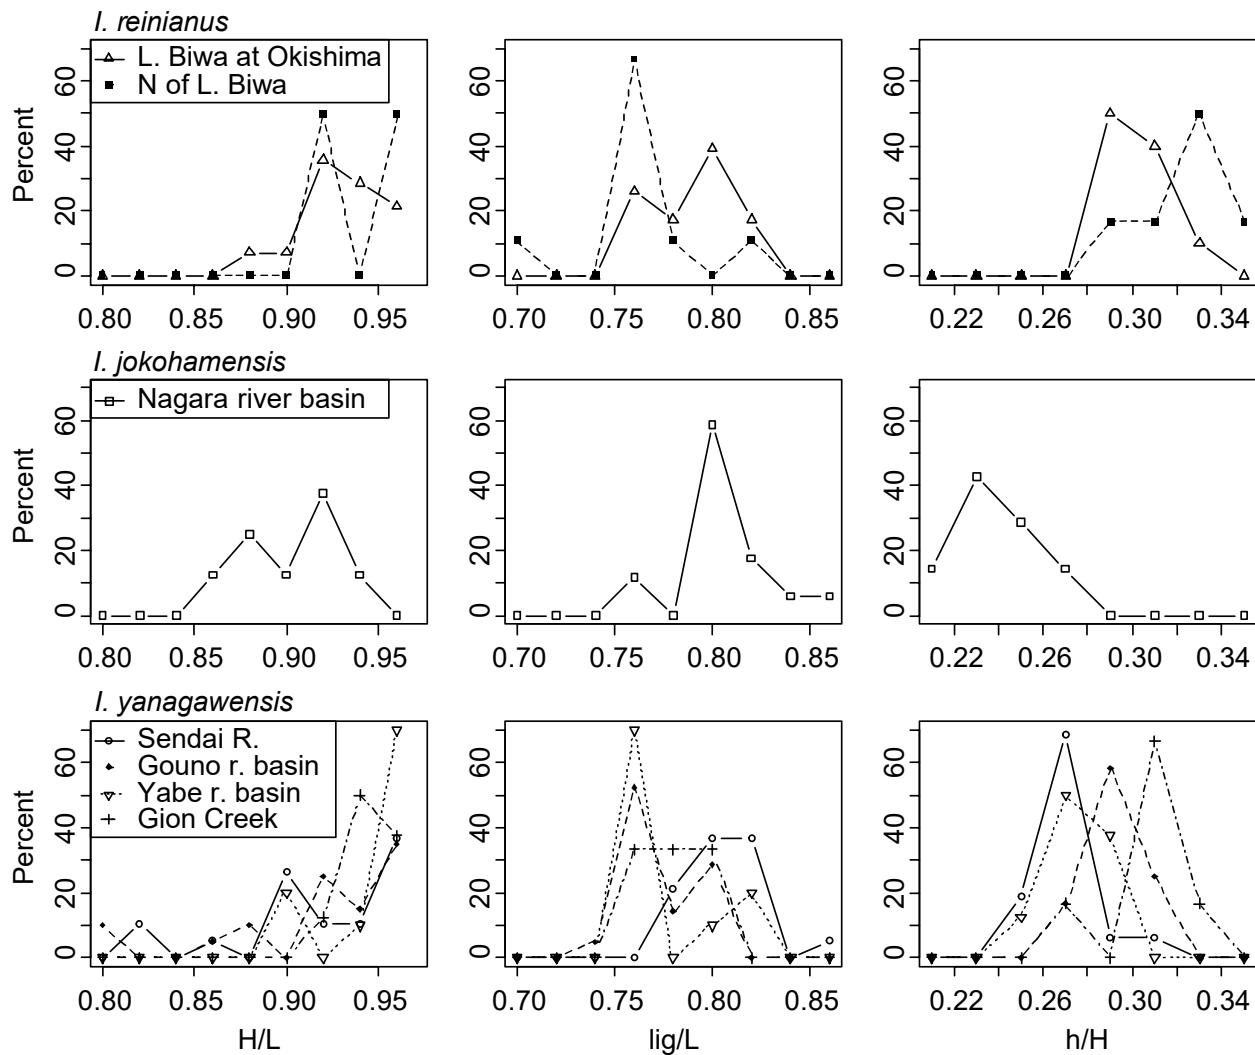 I. reinianus
L. Biwa at Okishima
N of L. Biwa
Percent
0 20 40 60
0.80 0.85 0.90 0.95
0 20 40 60
0.70 0.75 0.80 0.85
0 20 40 60
0.22 0.26 0.30 0.34
I. jokohamensis
Nagara river basin
Percent
0 20 40 60
0.80 0.85 0.90 0.95
0 20 40 60
0.70 0.75 0.80 0.85
0 20 40 60
0.22 0.26 0.30 0.34
I. yanagawensis
Sendai R.
Gouno r. basin
Yabe r. basin
Gion Creek
Percent
0 20 40 60
0.80 0.85 0.90 0.95
H/L
0 20 40 60
0.70 0.75 0.80 0.85
lig/L
0 20 40 60
0.22 0.26 0.30 0.34
h/H